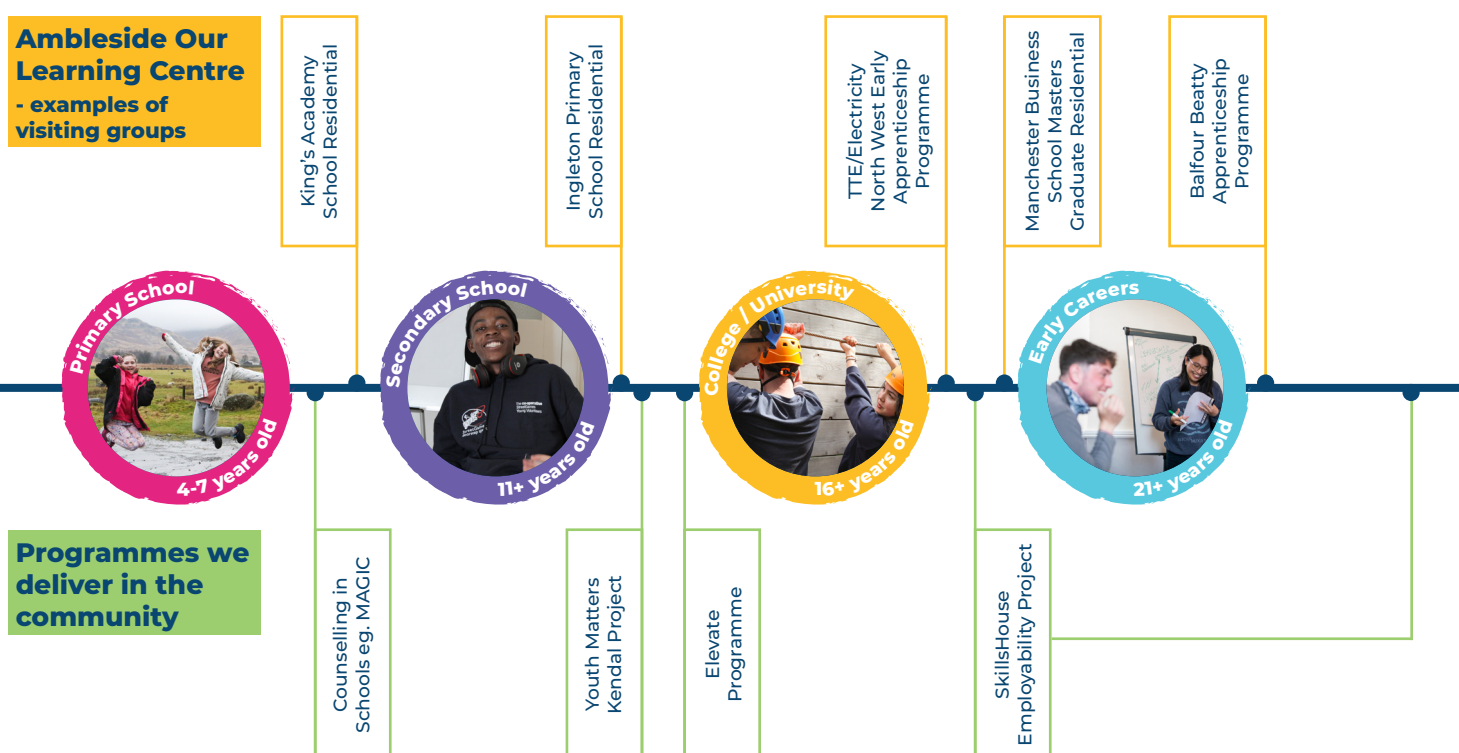 Ambleside Our
Learning Centre
- examples of
visiting groups
King's Academy
School Residential
Ingleton Primary
School Residential
TTE/Electricity
North West Early
Apprenticeship
Programme
Manchester Business
School Masters
Graduate Residential
Balfour Beatty
Apprenticeship
Programme
Primary School
4-7 years old
Secondary School
11+ years old
College / University
16+ years old
Early Careers
21+ years old
Programmes we
deliver in the
community
Counselling in
Schools eg. MAGIC
Youth Matters
Kendal Project
Elevate
Programme
SkillsHouse
Employability Project